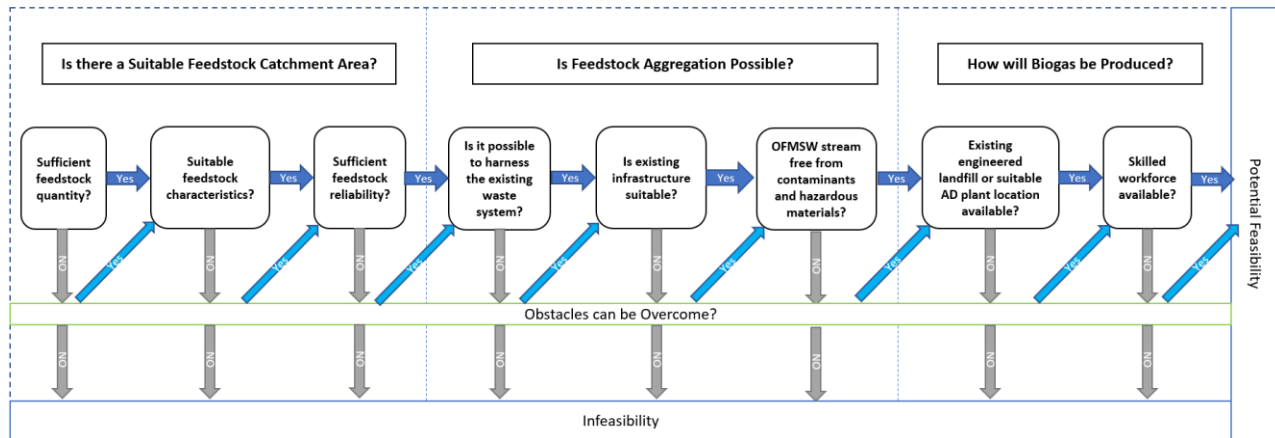 Is there a Suitable Feedstock Catchment Area?
Is Feedstock Aggregation Possible?
How will Biogas be Produced?
Sufficient
feedstock
quantity?
Yes
Suitable
feedstock
characteristics?
Yes
Sufficient
feedstock
reliability?
Yes
Is it possible
to harness
the existing
waste
system?
Yes
Is existing
infrastructure
suitable?
Yes
OFMSW stream
free from
contaminants
and hazardous
materials?
Yes
Existing
engineered
landfill or suitable
AD plant location
available?
Yes
Skilled
workforce
available?
Yes
Potential Feasibility
NO
Yes
NO
Yes
NO
Yes
NO
Yes
NO
Yes
NO
Yes
NO
Yes
NO
Yes
Obstacles can be Overcome?
NO
NO
NO
NO
NO
NO
NO
NO
Infeasibility